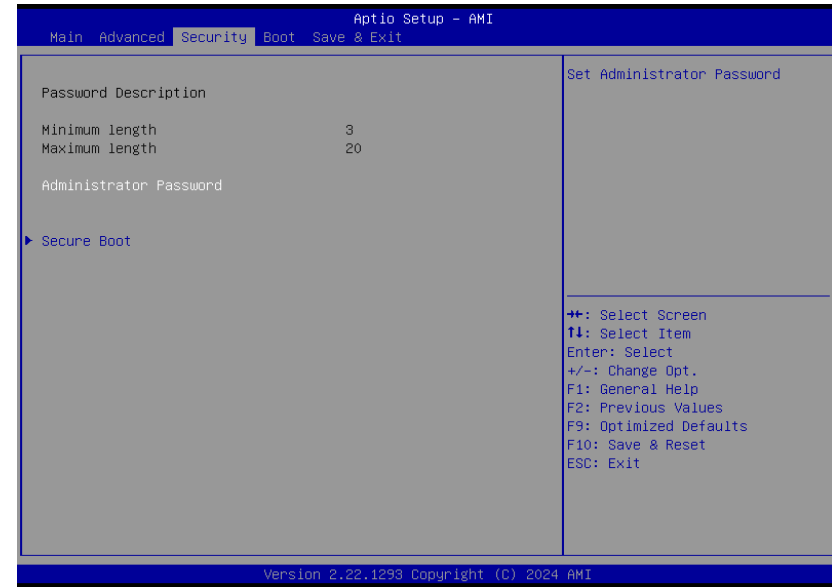 Aptio Setup – AMI
Main Advanced Security Boot Save & Exit
Password Description
Minimum length 3
Maximum length 20
Administrator Password
▶ Secure Boot
Set Administrator Password
→←: Select Screen
↑↓: Select Item
Enter: Select
+/-: Change Opt.
F1: General Help
F2: Previous Values
F9: Optimized Defaults
F10: Save & Reset
ESC: Exit
Version 2.22.1293 Copyright (C) 2024 AMI